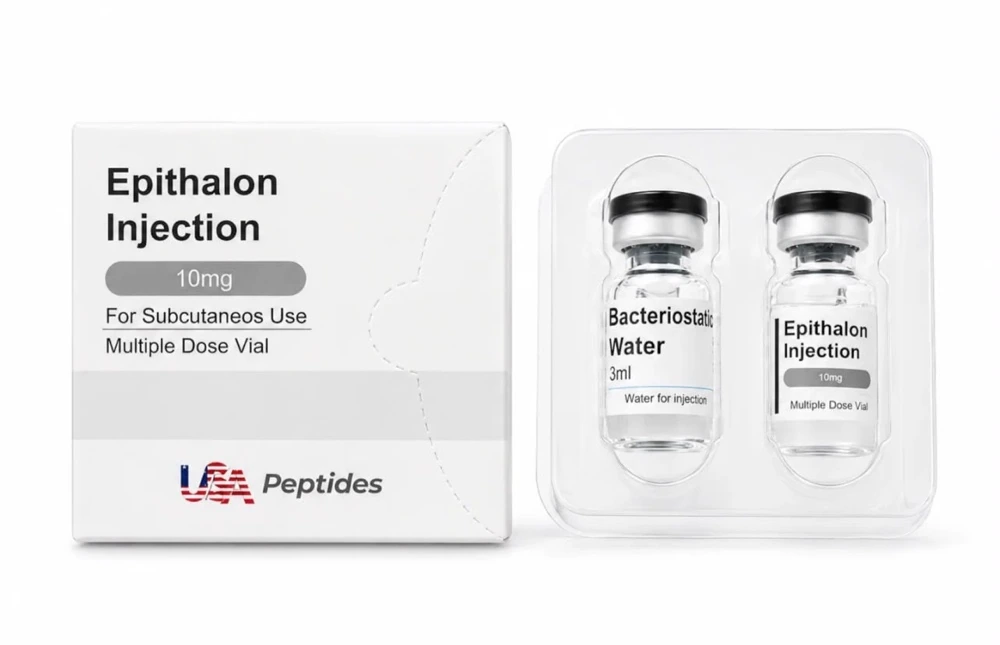 Epithalon
Injection
10mg
For Subcutaneos Use
Multiple Dose Vial
USA Peptides
Bacteriostatic
Water
3ml
Water for injection
Epithalon
Injection
10mg
Multiple Dose Vial